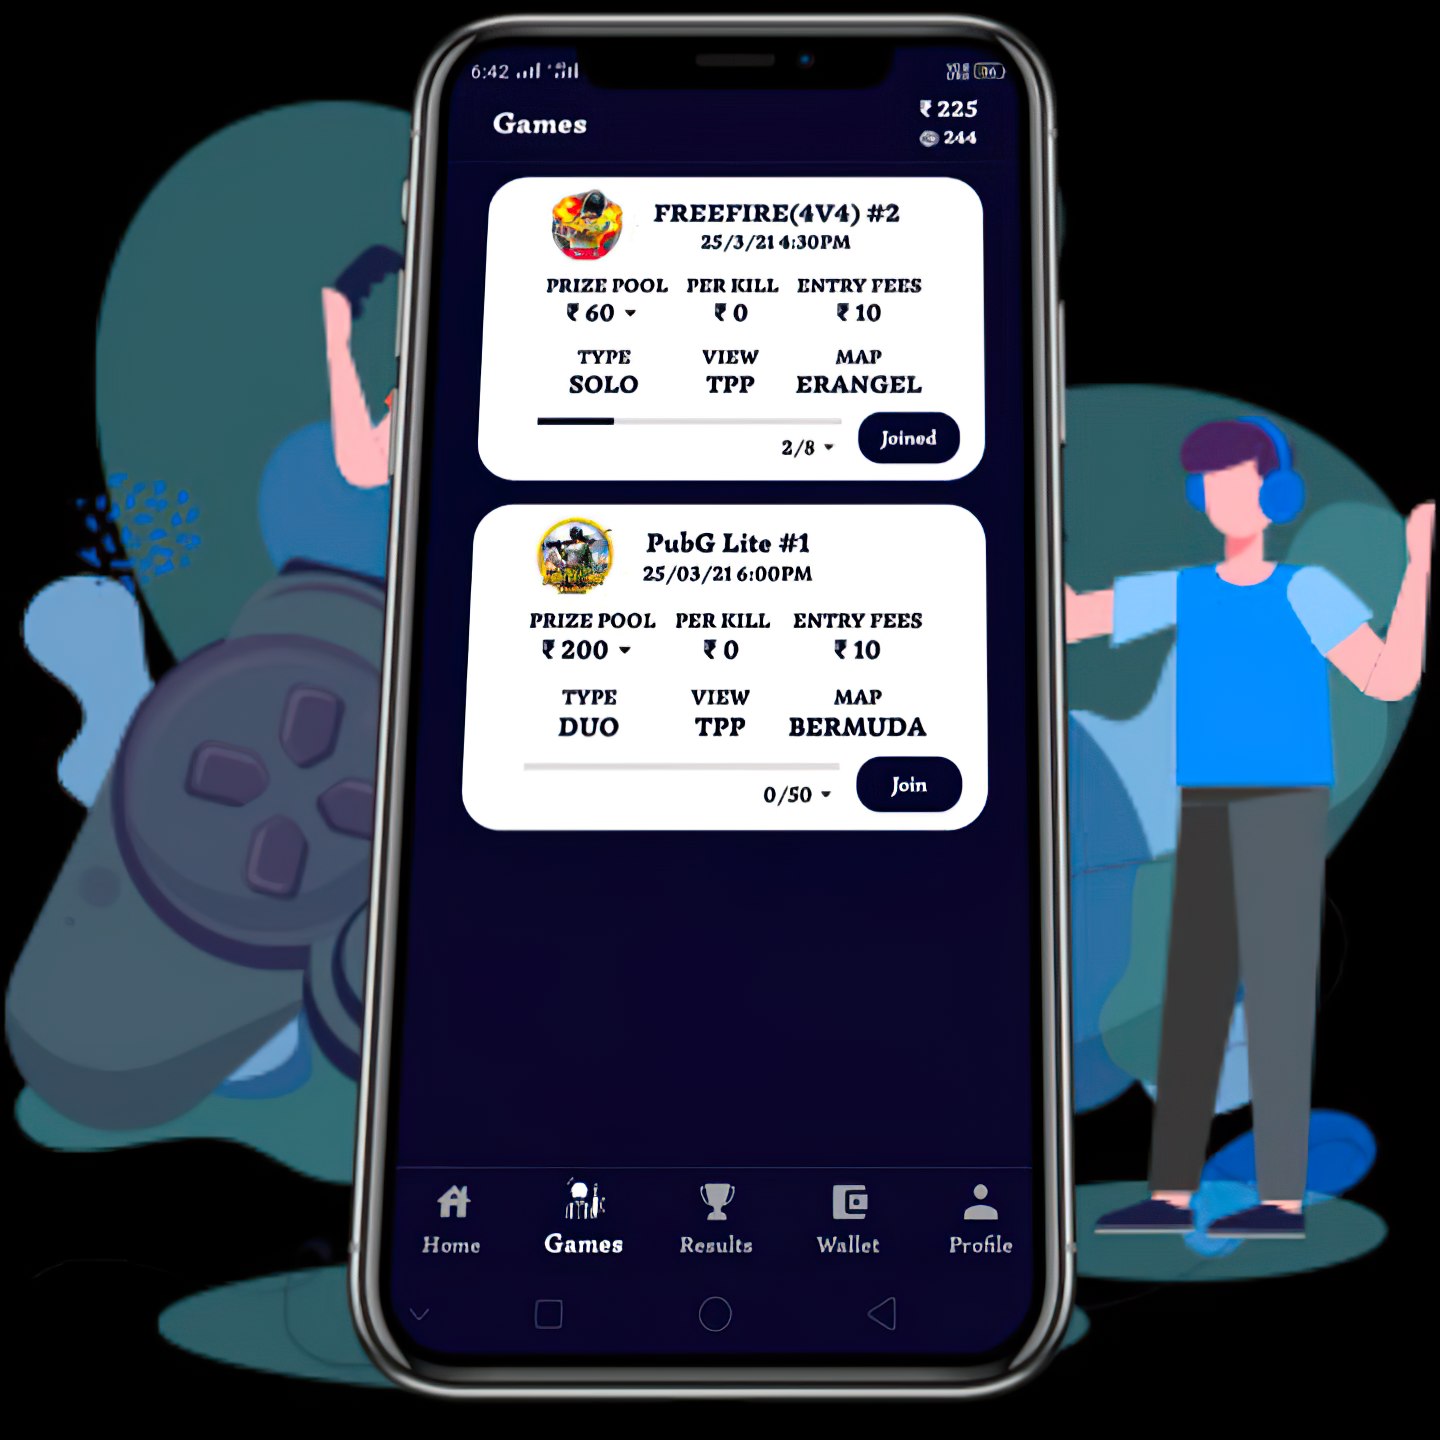 6:42
Games
₹ 225
244
FREEFIRE(4V4) #2
25/3/21 4:30PM
PRIZE POOL PER KILL ENTRY FEES
₹ 60 ₹ 0 ₹ 10
TYPE VIEW MAP
SOLO TPP ERANGEL
2/8
Joined
PubG Lite #1
25/03/21 6:00PM
PRIZE POOL PER KILL ENTRY FEES
₹ 200 ₹ 0 ₹ 10
TYPE VIEW MAP
DUO TPP BERMUDA
0/50
Join
Home Games Results Wallet Profile